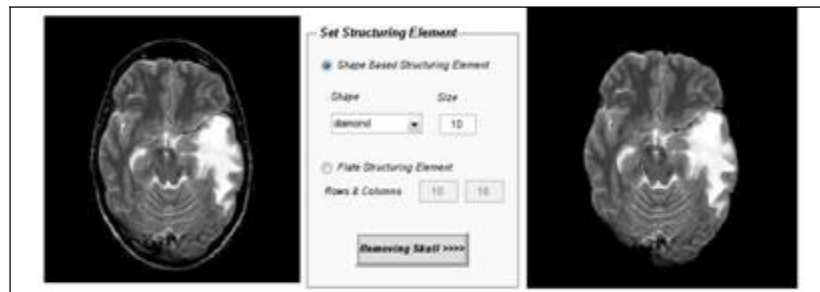 Set Structuring Element
Shape Based Structuring Element
Shape Size
diamond 10
Flate Structuring Element
Rows & Columns 10 16
Removing Skull >>>>